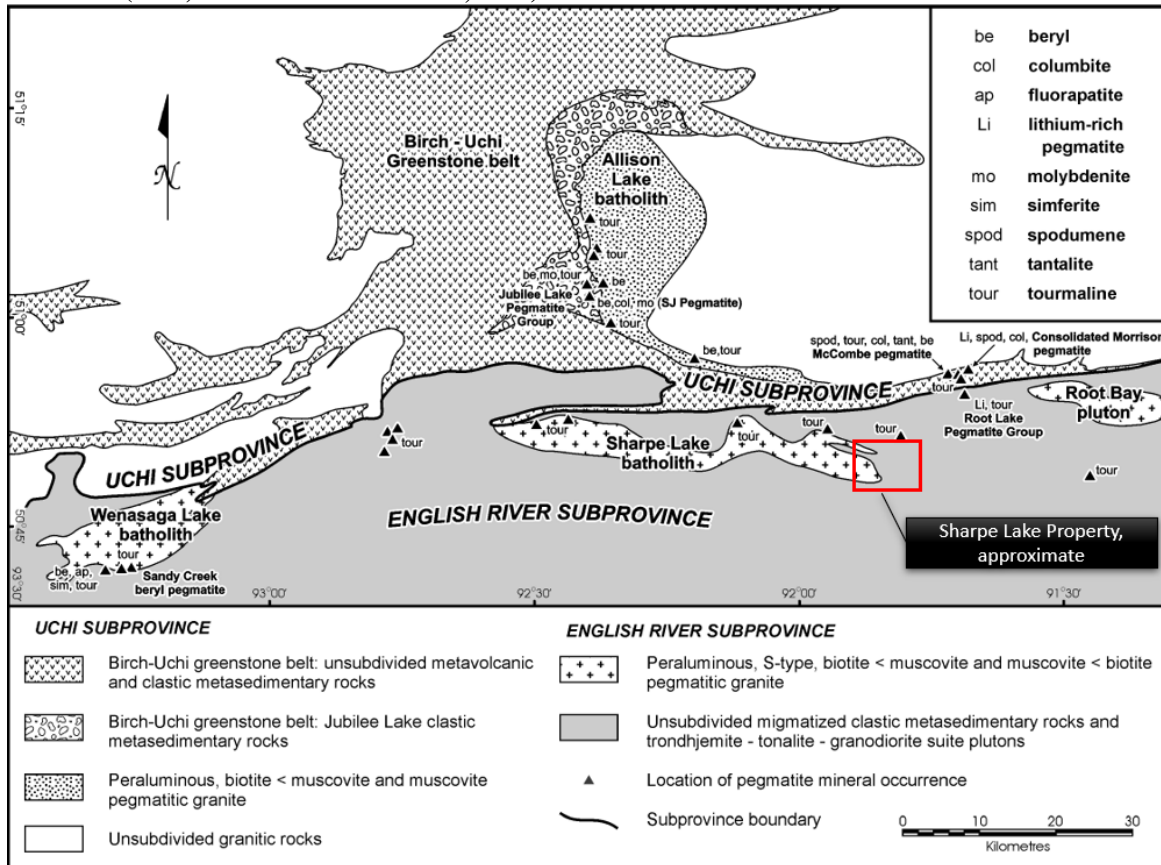 be beryl
col columbite
ap fluorapatite
Li lithium-rich
pegmatite
mo molybdenite
sim simferite
spod spodumene
tant tantalite
tour tourmaline
51°15'
N
Birch - Uchi
Greenstone belt
Allison
Lake
batholith
tour
tour
be,mo,tour
be
Jubilee Lake
Pegmatite
Group
be,col, mo (SJ Pegmatite)
tour
51°00'
be,tour
spod, tour, col, tant, be
McCombe pegmatite
Li, spod, col, Consolidated Morrison
pegmatite
tour
Li, tour
Root Lake
Pegmatite Group
Root Bay
pluton
UCHI SUBPROVINCE
tour
tour
Sharpe Lake
batholith
tour
tour
tour
tour
UCHI SUBPROVINCE
ENGLISH RIVER SUBPROVINCE
Sharpe Lake Property,
approximate
50°45'
Wenasaga Lake
batholith
tour
be, ap,
sim, tour
Sandy Creek
beryl pegmatite
93°30'
93°00'
92°30'
92°00'
91°30'
UCHI SUBPROVINCE
Birch-Uchi greenstone belt: unsubdivided metavolcanic
and clastic metasedimentary rocks
Birch-Uchi greenstone belt: Jubilee Lake clastic
metasedimentary rocks
Peraluminous, biotite < muscovite and muscovite
pegmatitic granite
Unsubdivided granitic rocks
ENGLISH RIVER SUBPROVINCE
Peraluminous, S-type, biotite < muscovite and muscovite < biotite
pegmatitic granite
Unsubdivided migmatized clastic metasedimentary rocks and
trondhjemite - tonalite - granodiorite suite plutons
Location of pegmatite mineral occurrence
Subprovince boundary
0 10 20 30
Kilometres